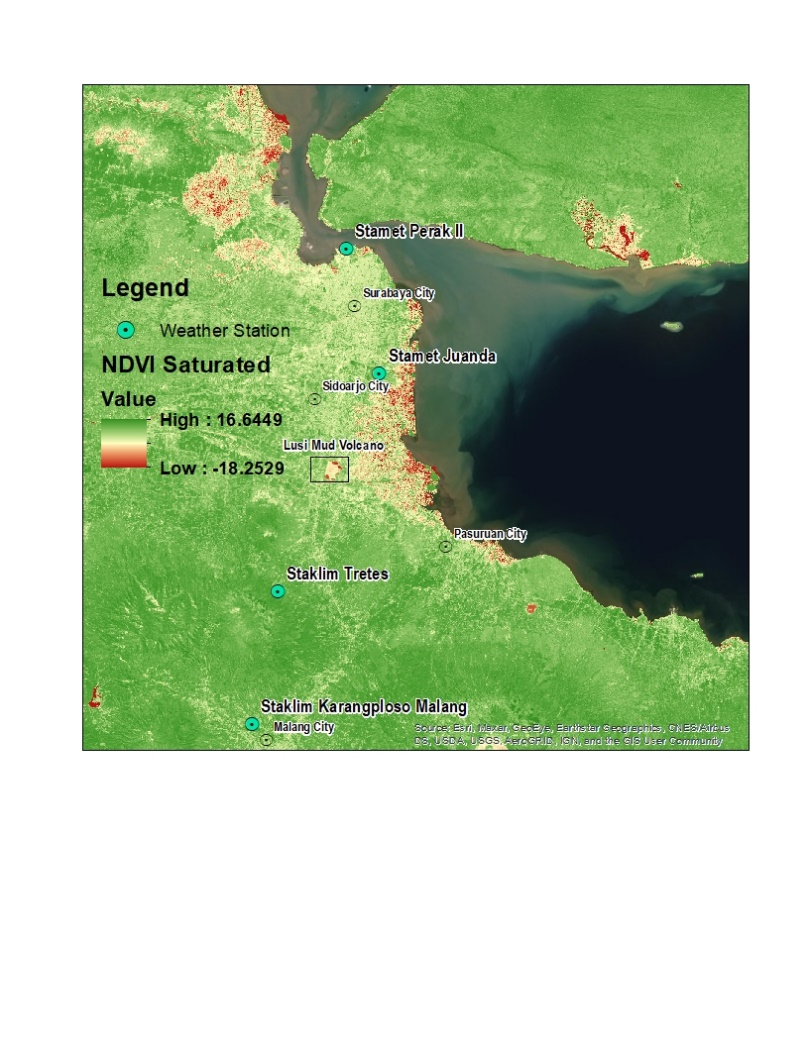 Stamet Perak II
Legend
Surabaya City
Weather Station
Stamet Juanda
NDVI Saturated
Sidoarjo City
Value
High : 16.6449
Lusi Mud Volcano
Low : -18.2529
Pasuruan City
Staklim Tretes
Staklim Karangploso Malang
Malang City
Source: Esri, Maxar, GeoEye, Earthstar Geographics, CNES/Airbus
DS, USDA, USGS, AeroGRID, IGN, and the GIS User Community